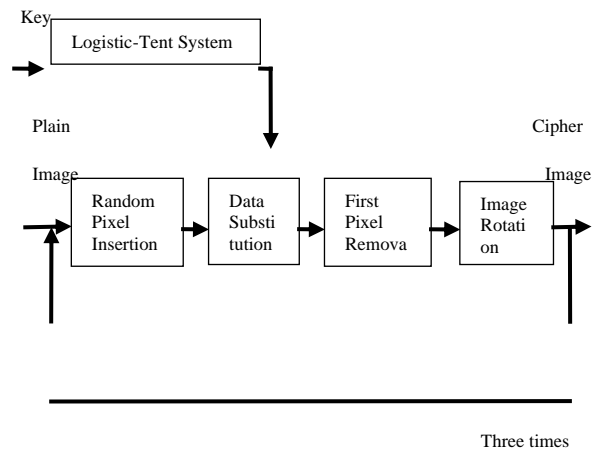 Key
Logistic-Tent System
Plain
Image
Cipher
Image
Random
Pixel
Insertion
Data
Substi
tution
First
Pixel
Remova
Image
Rotati
on
Three times